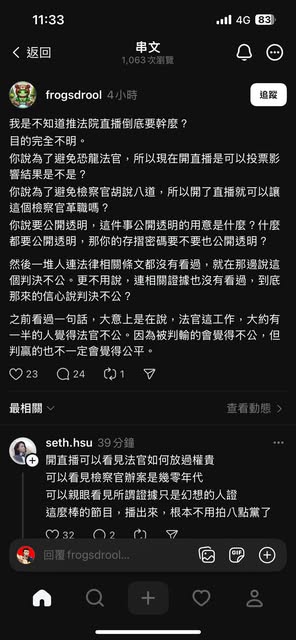 11:33
4G
83
返回
串文
1,063次瀏覽
frogsdrool 4小時
追蹤
我是不知道推法院直播倒底要幹麼？
目的完全不明。
你說為了避免恐龍法官，所以現在開直播是可以投票影
響結果是不是？
你說為了避免檢察官胡說八道，所以開了直播就可以讓
這個檢察官革職嗎？
你說要公開透明，這件事公開透明的用意是什麼？什麼
都要公開透明，那你的存摺密碼要不要也公開透明？
然後一堆人連法律相關條文都沒有看過，就在那邊說這
個判決不公。更不用說，連相關證據也沒有看過，到底
那來的信心說判決不公？
之前看過一句話，大意上是在說，法官這工作，大約有
一半的人覺得法官不公。因為被判輸的會覺得不公，但
判贏的也不一定會覺得公平。
23
24
1
最相關
查看動態
seth.hsu 39分鐘
開直播可以看見法官如何放過權貴
可以看見檢察官辦案是幾零年代
可以親眼看見所謂證據只是幻想的人證
這麼棒的節目，播出來，根本不用拍八點黨了
32
2
回覆frogsdrool...
GIF